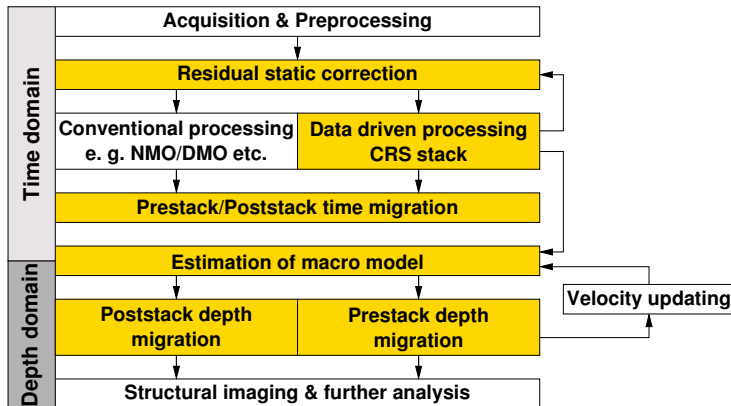 Time domain
Depth domain
Acquisition & Preprocessing
Residual static correction
Conventional processing
e. g. NMO/DMO etc.
Data driven processing
CRS stack
Prestack/Poststack time migration
Estimation of macro model
Poststack depth
migration
Prestack depth
migration
Velocity updating
Structural imaging & further analysis